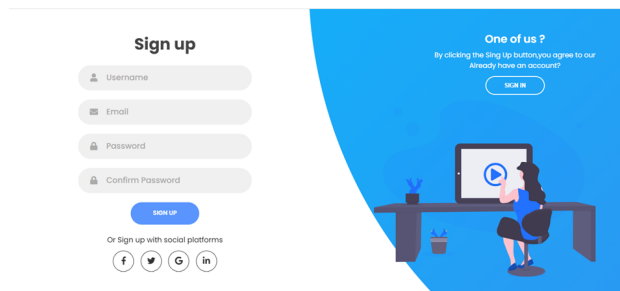 Sign up
Username
Email
Password
Confirm Password
SIGN UP
Or Sign up with social platforms
One of us ?
By clicking the Sing Up button,you agree to our
Already have an account?
SIGN IN